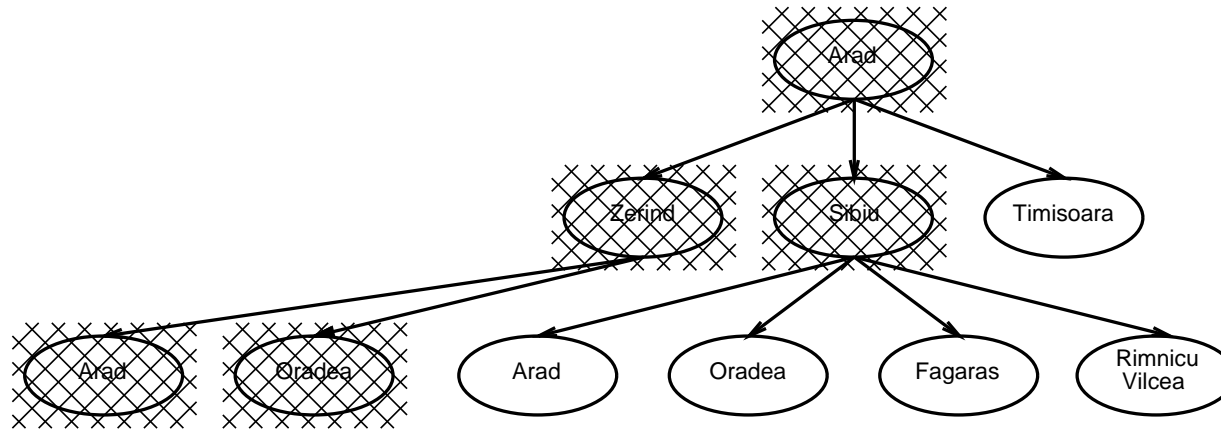 Arad
Zerind
Sibiu
Timisoara
Arad
Oradea
Arad
Oradea
Fagaras
Rimnicu
Vilcea